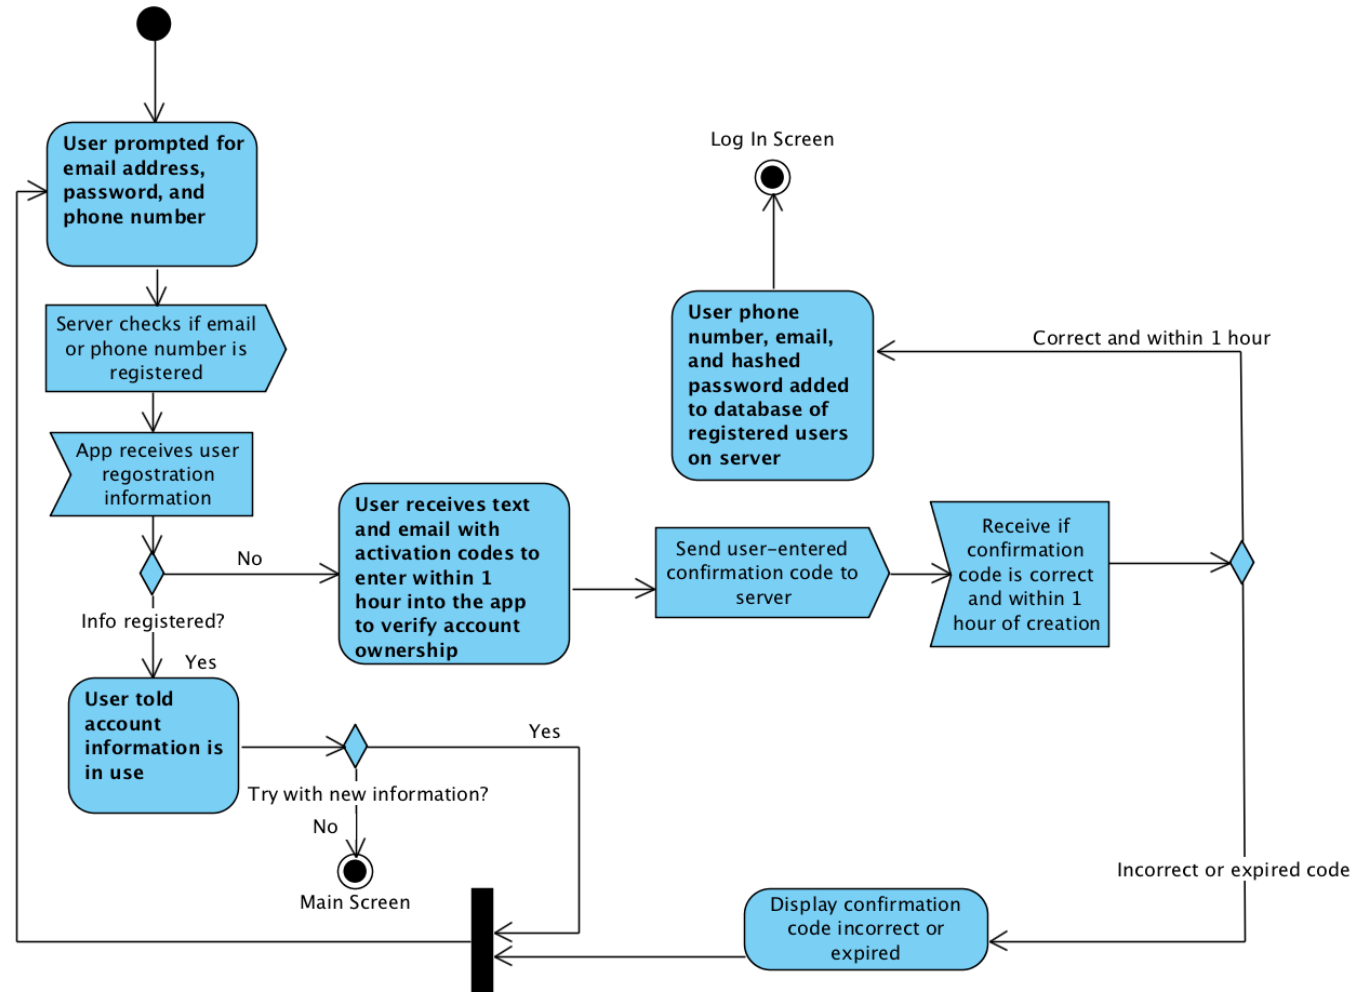 User prompted for
email address,
password, and
phone number
Server checks if email
or phone number is
registered
App receives user
regostration
information
No
Info registered?
Yes
User told
account
information is
in use
Yes
Try with new information?
No
Main Screen
User receives text
and email with
activation codes to
enter within 1
hour into the app
to verify account
ownership
Send user-entered
confirmation code to
server
Receive if
confirmation
code is correct
and within 1
hour of creation
Correct and within 1 hour
User phone
number, email,
and hashed
password added
to database of
registered users
on server
Log In Screen
Incorrect or expired code
Display confirmation
code incorrect or
expired